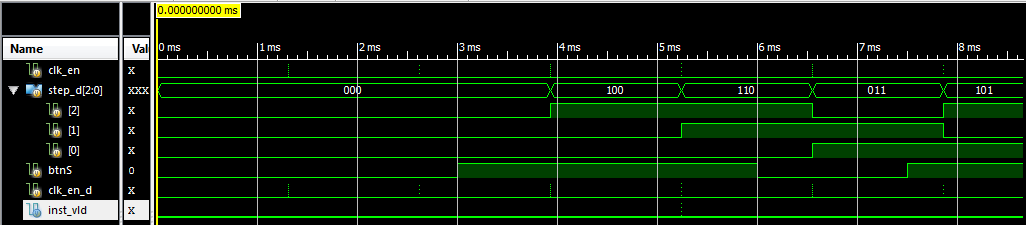 0.000000000 ms
Name Val
0 ms 1 ms 2 ms 3 ms 4 ms 5 ms 6 ms 7 ms 8 ms
clk_en X
step_d[2:0] XXX 000 100 110 011 101
[2] X
[1] X
[0] X
btnS 0
clk_en_d X
inst_vld X